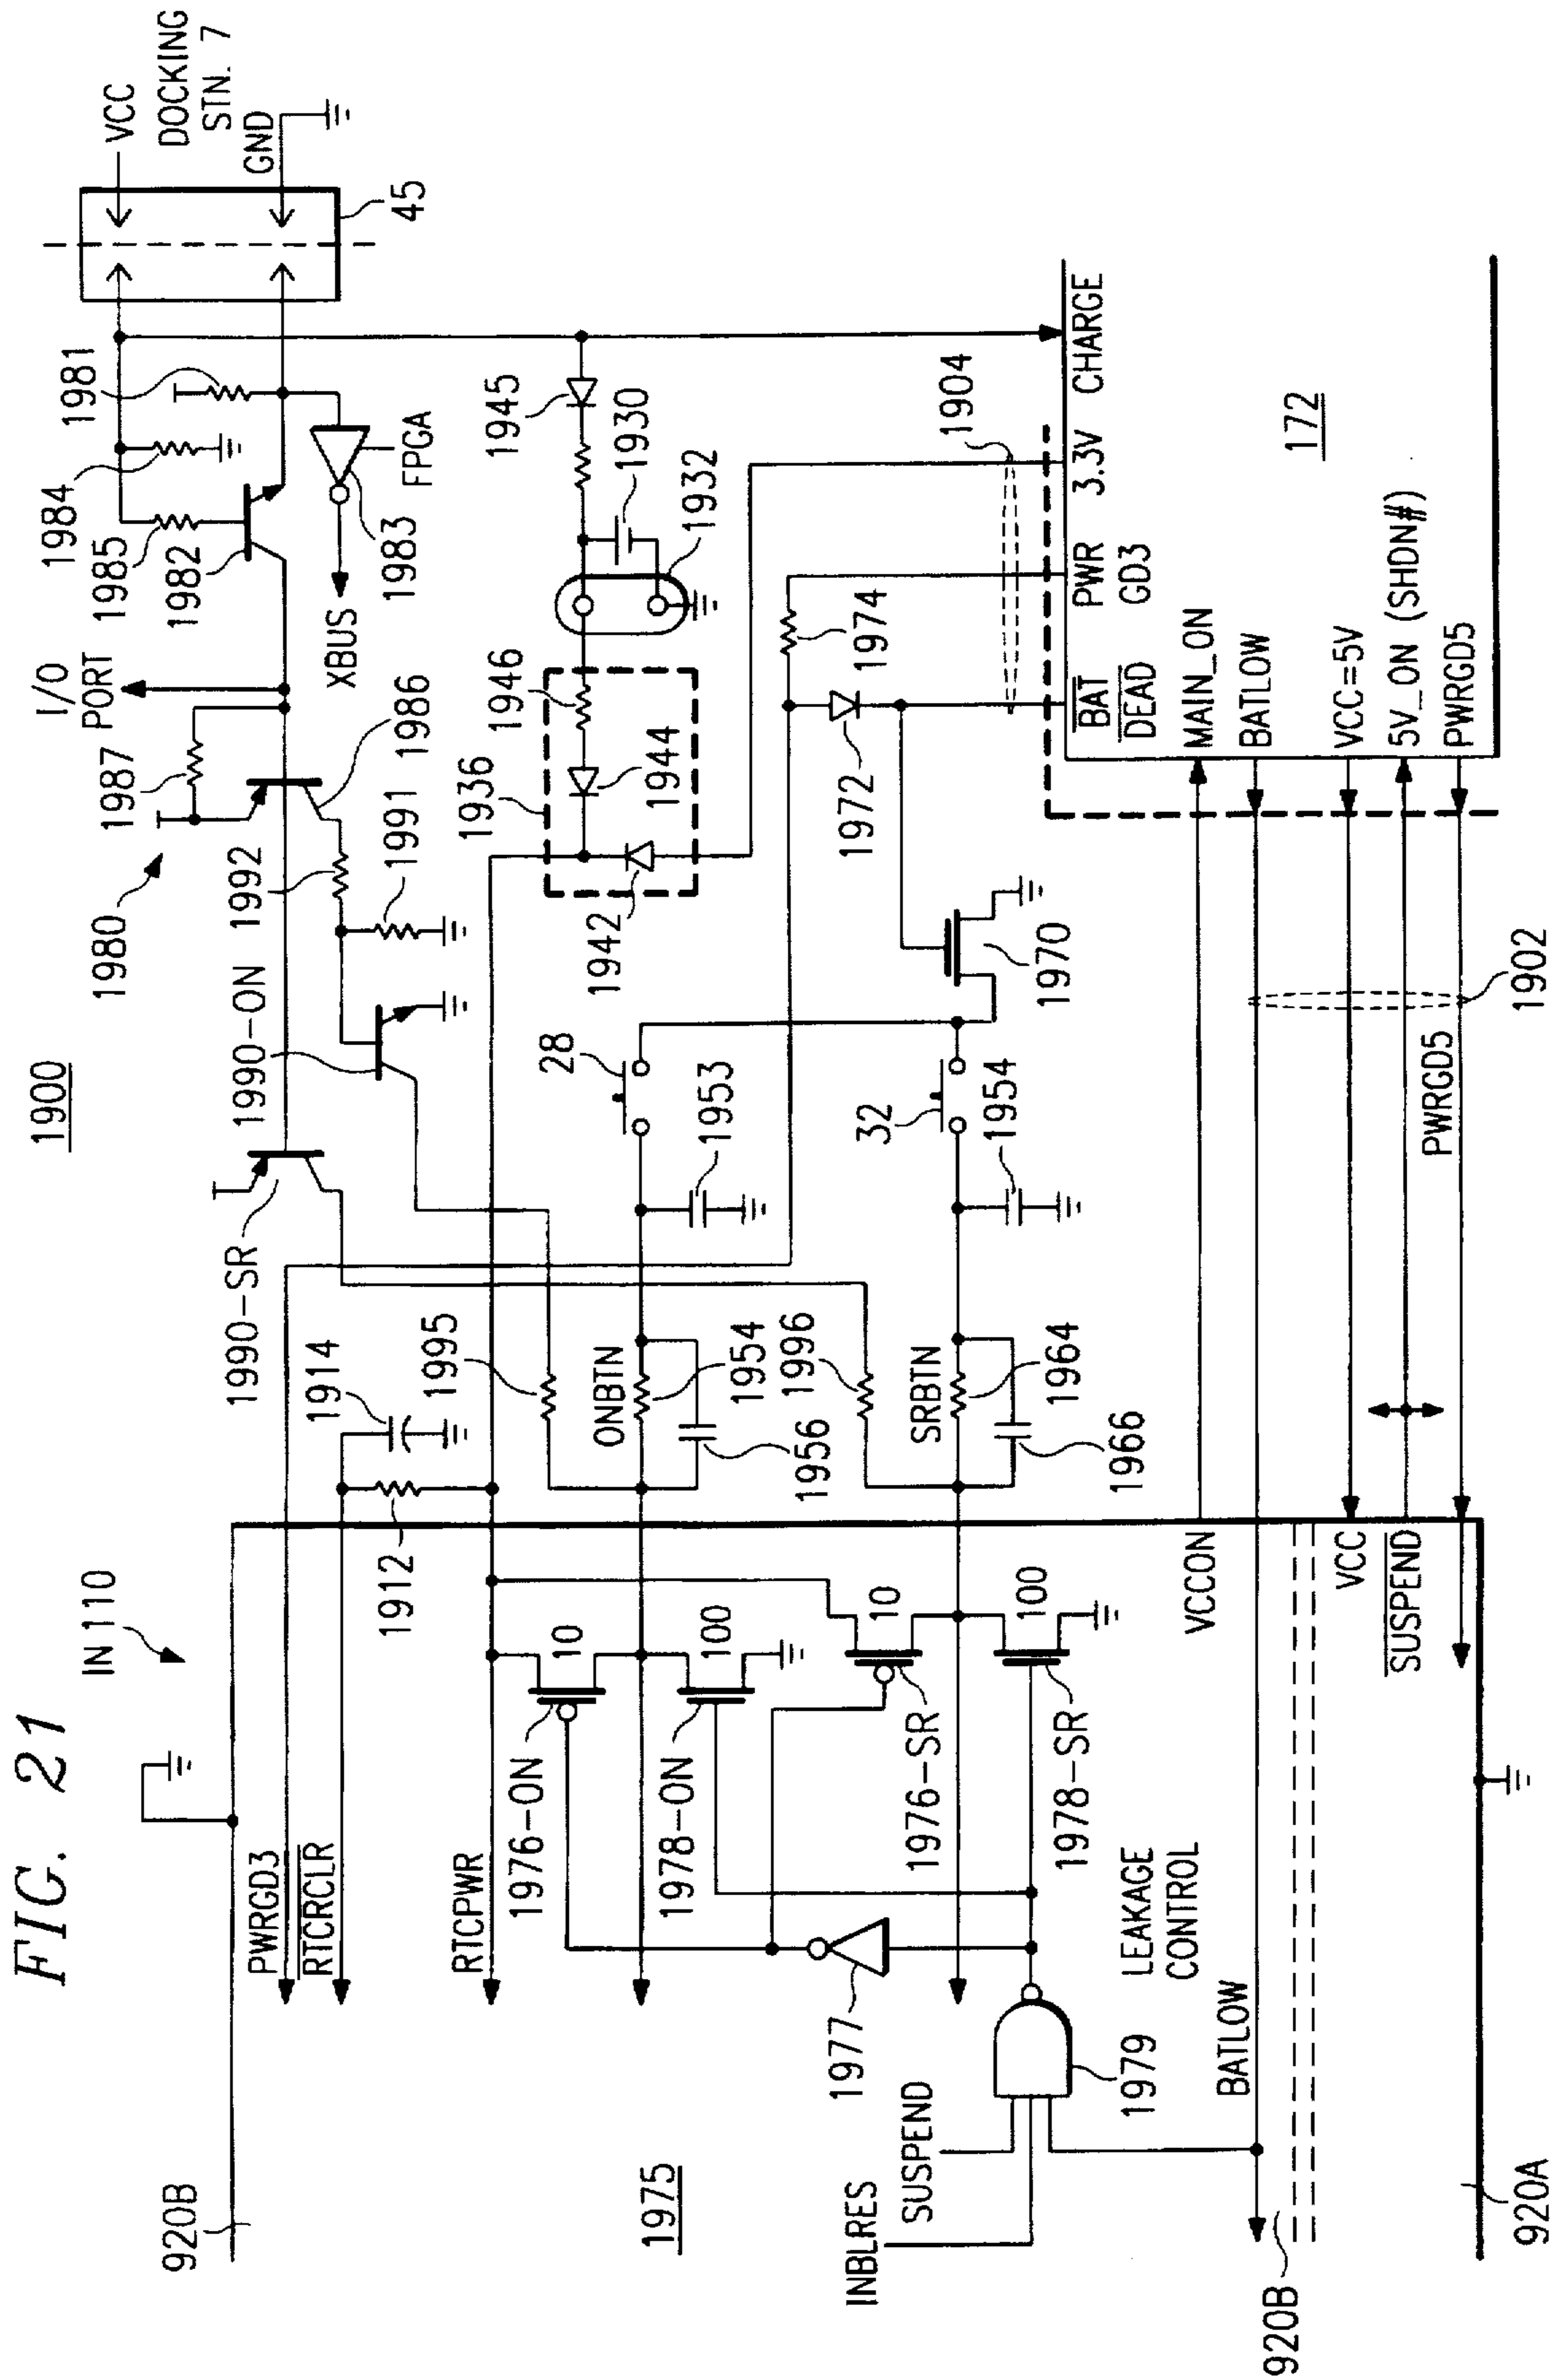 FIG. 21
1900
IN 110
920B
PWRGD3
RTCRCLR
RTCPWR
1912
1914
1990-SR
1990-ON
1980
1992
1991
1987
1986
I/O
PORT
1982
1985
1984
1981
XBUS
1983
FPGA
VCC
DOCKING
STN. 7
GND
45
1995
1936
1946
1944
1942
1945
1930
1932
1976-ON
10
1978-ON
100
ONBTN
1954
1956
28
1953
1972
1974
1904
1975
1977
1976-SR
10
1978-SR
100
1996
SRBTN
1964
1966
32
1954
1970
BAT
DEAD
PWR
GD3
3.3V
CHARGE
172
INBLRES
SUSPEND
1979
LEAKAGE
CONTROL
VCCON
MAIN_ON
BATLOW
BATLOW
920B
VCC
VCC=5V
SUSPEND
5V_ON (SHDN#)
PWRGD5
PWRGD5
1902
920A